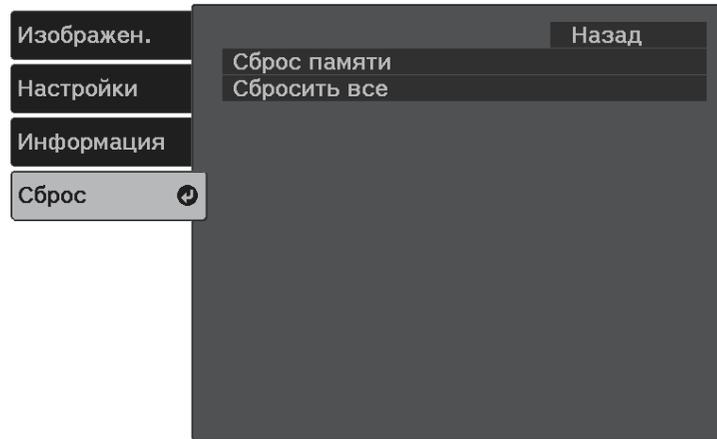 Изображен.
Настройки
Информация
Сброс
Назад
Сброс памяти
Сбросить все